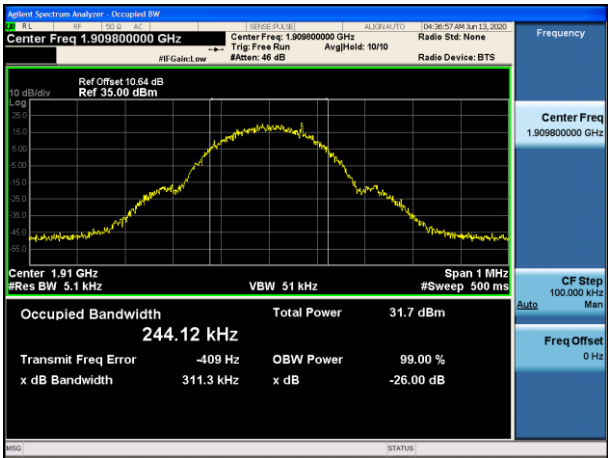 Agilent Spectrum Analyzer - Occupied BW
RL RF 50 Ω AC SENSE:PULSE ALIGNAUTO 04:36:57 AM Jun 13, 2020
Center Freq 1.909800000 GHz Center Freq: 1.909800000 GHz Radio Std: None Frequency
Trig: Free Run Avg|Hold: 10/10
#IFGain:Low #Atten: 46 dB Radio Device: BTS
Ref Offset 10.64 dB
10 dB/div Ref 35.00 dBm
Log
25.0
15.0
5.00
-5.00
-15.0
-25.0
-35.0
-45.0
-55.0
Center Freq
1.909800000 GHz
Center 1.91 GHz Span 1 MHz
#Res BW 5.1 kHz VBW 51 kHz #Sweep 500 ms
CF Step
100.000 kHz
Auto Man
Occupied Bandwidth Total Power 31.7 dBm
244.12 kHz
Freq Offset
0 Hz
Transmit Freq Error -409 Hz OBW Power 99.00 %
x dB Bandwidth 311.3 kHz x dB -26.00 dB
MSG STATUS